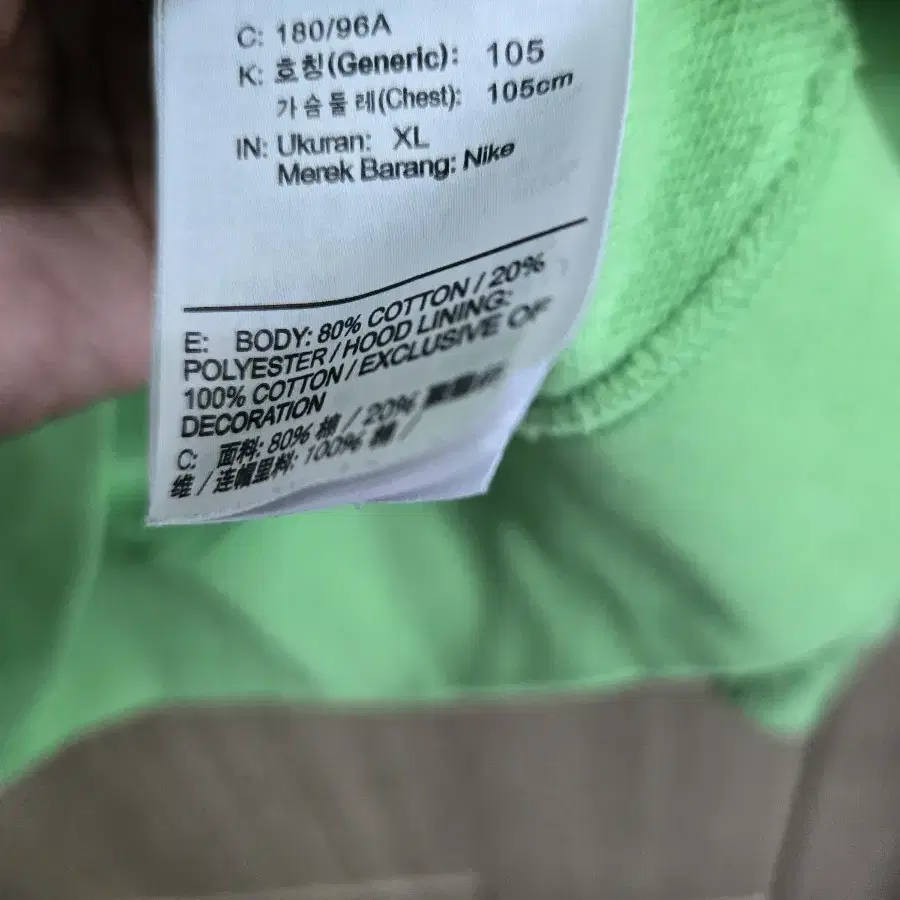 C: 180/96A
K: 호칭(Generic): 105
가슴둘레(Chest): 105cm
IN: Ukuran: XL
Merek Barang: Nike
E: BODY: 80% COTTON / 20%
POLYESTER / HOOD LINING:
100% COTTON / EXCLUSIVE OF
DECORATION
C: 面料: 80% 棉 / 20%
维 / 连帽里料: 100% 棉 /